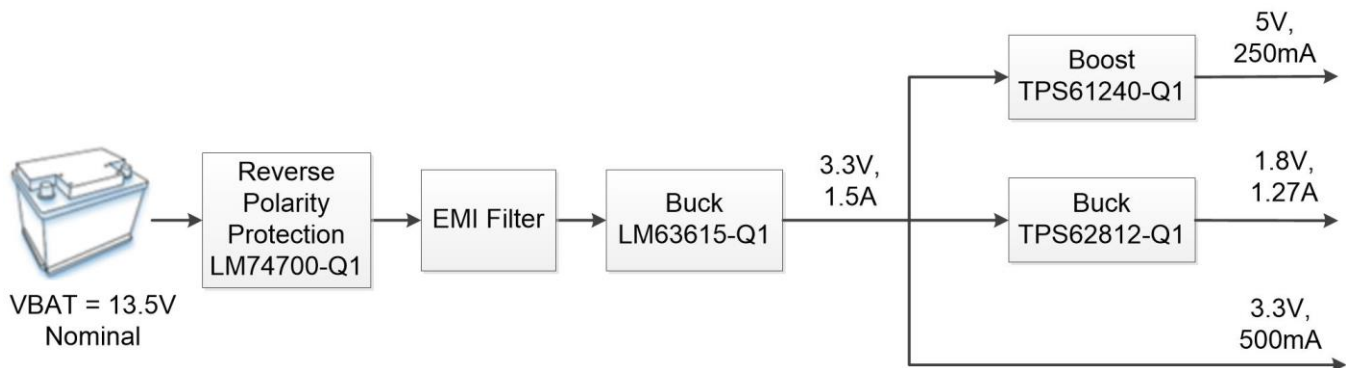 VBAT = 13.5V
Nominal
Reverse
Polarity
Protection
LM74700-Q1
EMI Filter
Buck
LM63615-Q1
3.3V,
1.5A
Boost
TPS61240-Q1
5V,
250mA
Buck
TPS62812-Q1
1.8V,
1.27A
3.3V,
500mA